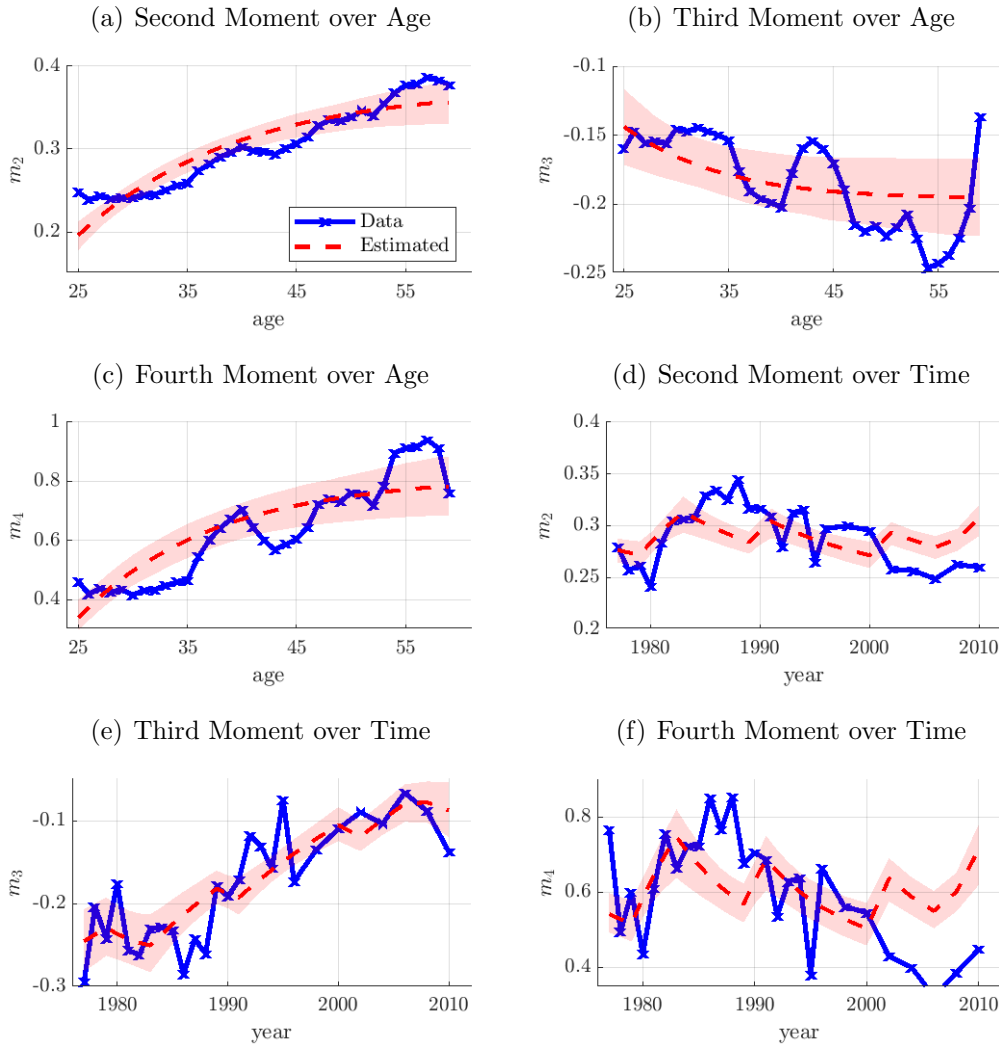 (a) Second Moment over Age
(b) Third Moment over Age
0.4
0.3
0.2
m2
25
35
45
55
age
Data
Estimated
-0.1
-0.15
-0.2
-0.25
m3
25
35
45
55
age
(c) Fourth Moment over Age
(d) Second Moment over Time
1
0.8
0.6
0.4
m4
25
35
45
55
age
0.4
0.35
0.3
0.25
0.2
m2
1980
1990
2000
2010
year
(e) Third Moment over Time
(f) Fourth Moment over Time
-0.1
-0.2
-0.3
m3
1980
1990
2000
2010
year
0.8
0.6
0.4
m4
1980
1990
2000
2010
year